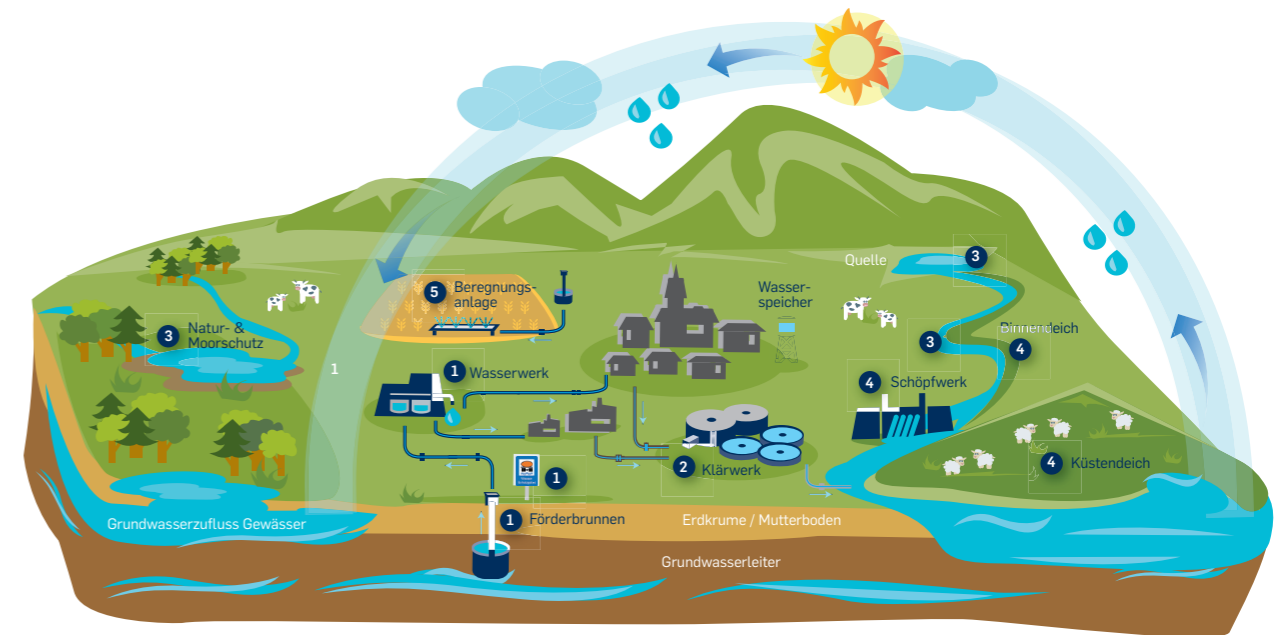 Quelle
3
5
Beregnungs-
anlage
Wasser-
speicher
3
Natur- &
Moorschutz
3
Binnendeich
4
1
1
Wasserwerk
4
Schöpfwerk
2
Klärwerk
4
Küstendeich
1
1
Förderbrunnen
Grundwasserzufluss Gewässer
Erdkrume / Mutterboden
Grundwasserleiter